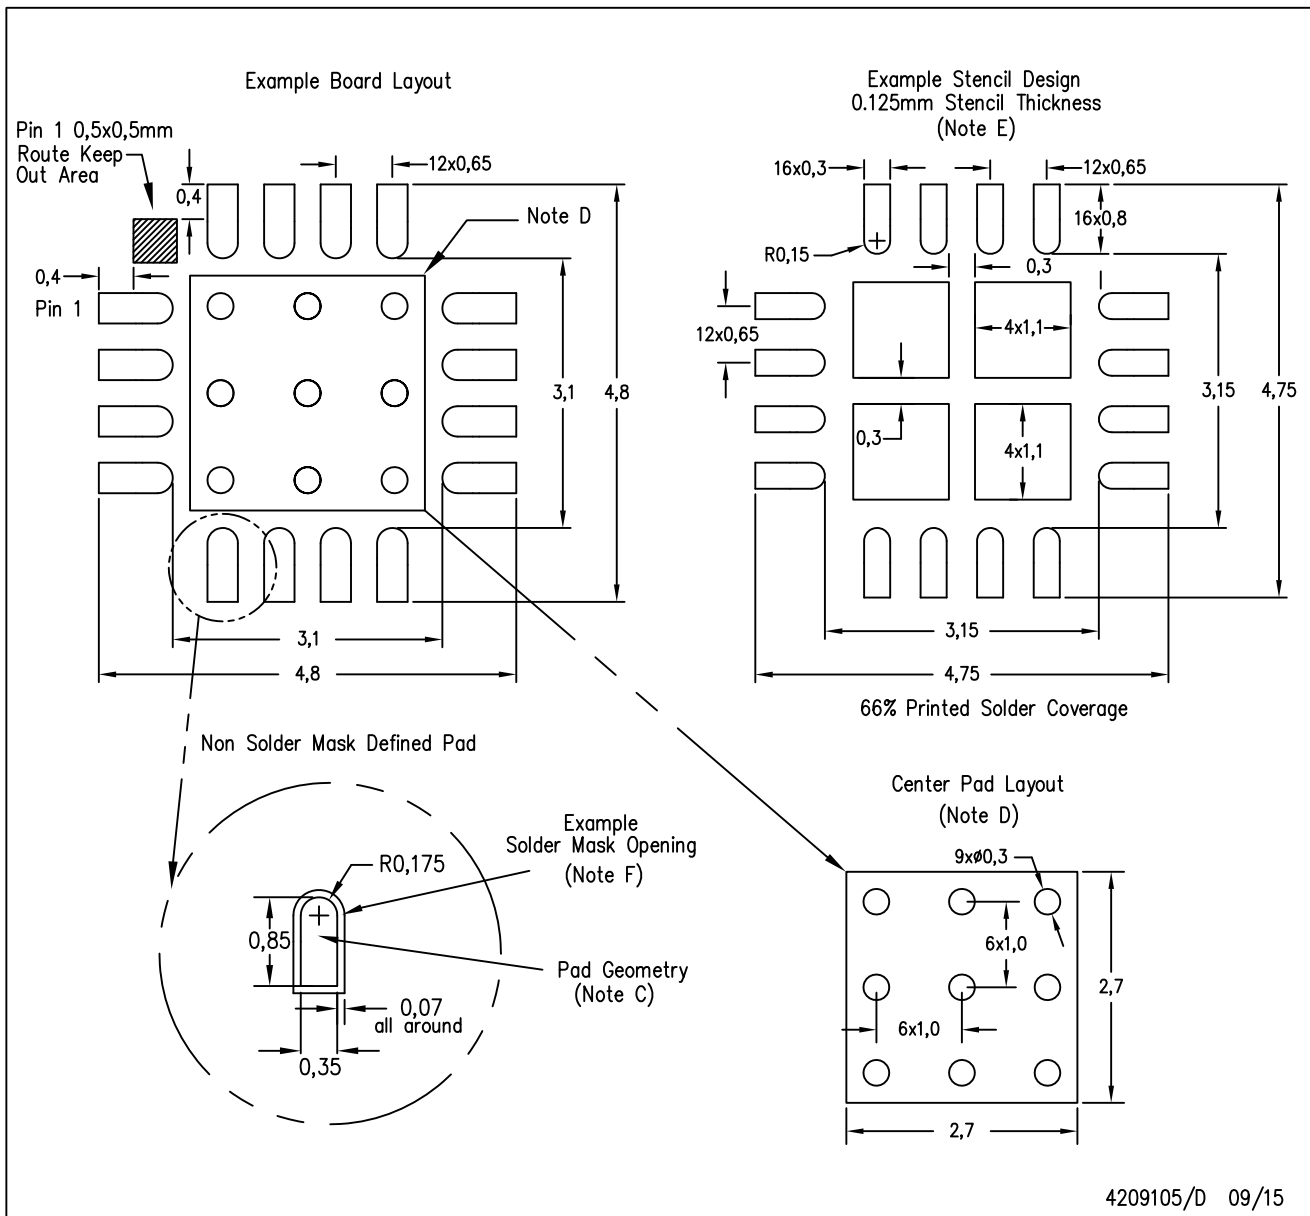 Example Board Layout
Pin 1 0,5x0,5mm
Route Keep
Out Area
12x0,65
0,4
Note D
0,4
Pin 1
3,1
4,8
3,1
4,8
Example Stencil Design
0.125mm Stencil Thickness
(Note E)
16x0,3
12x0,65
16x0,8
R0,15
0,3
12x0,65
4x1,1
3,15
4,75
0,3
4x1,1
3,15
4,75
66% Printed Solder Coverage
Non Solder Mask Defined Pad
Example
Solder Mask Opening
(Note F)
R0,175
0,85
Pad Geometry
(Note C)
0,07
all around
0,35
Center Pad Layout
(Note D)
9xø0,3
6x1,0
2,7
6x1,0
2,7
4209105/D 09/15